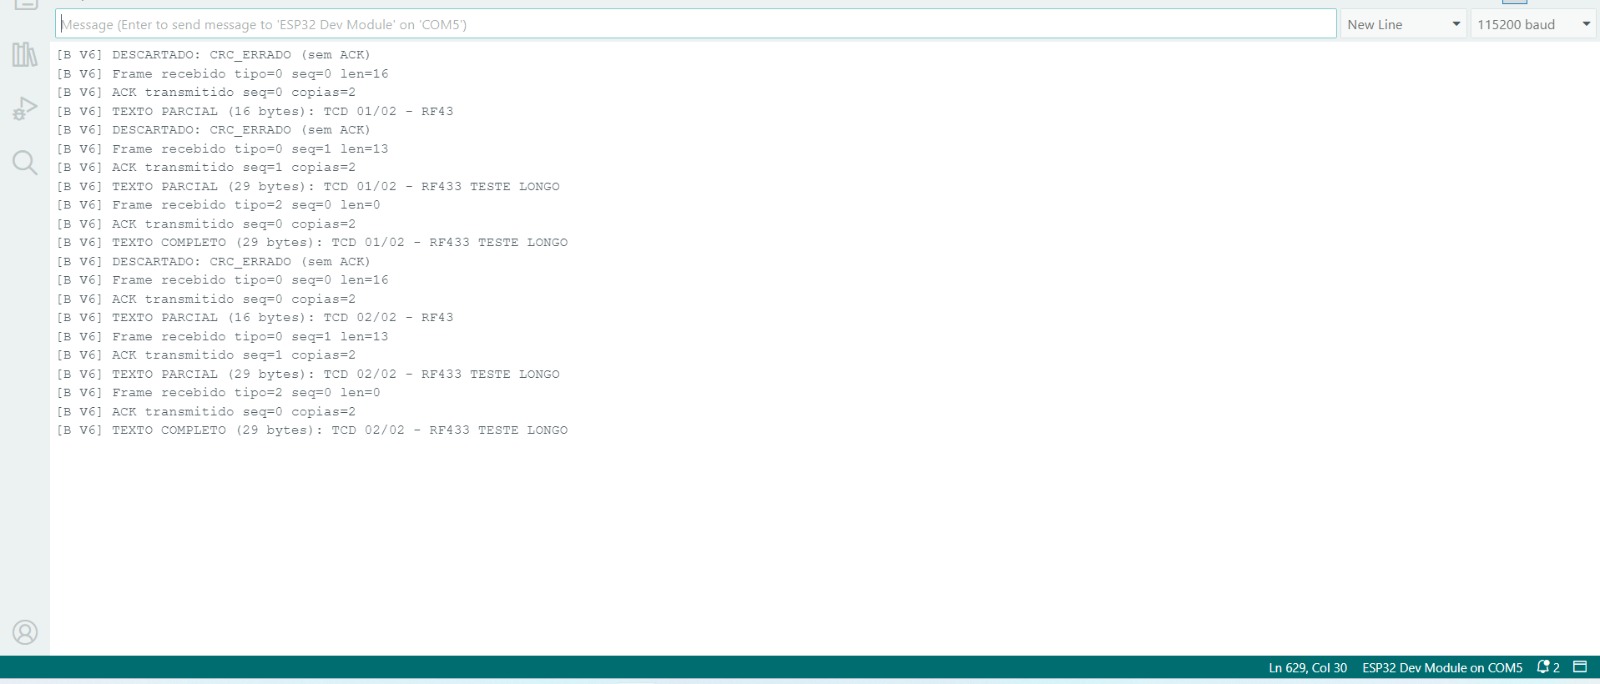 Message (Enter to send message to 'ESP32 Dev Module' on 'COM5')
New Line
115200 baud
[B V6] DESCARTADO: CRC_ERRADO (sem ACK)
[B V6] Frame recebido tipo=0 seq=0 len=16
[B V6] ACK transmitido seq=0 copias=2
[B V6] TEXTO PARCIAL (16 bytes): TCD 01/02 - RF43
[B V6] DESCARTADO: CRC_ERRADO (sem ACK)
[B V6] Frame recebido tipo=0 seq=1 len=13
[B V6] ACK transmitido seq=1 copias=2
[B V6] TEXTO PARCIAL (29 bytes): TCD 01/02 - RF433 TESTE LONGO
[B V6] Frame recebido tipo=2 seq=0 len=0
[B V6] ACK transmitido seq=0 copias=2
[B V6] TEXTO COMPLETO (29 bytes): TCD 01/02 - RF433 TESTE LONGO
[B V6] DESCARTADO: CRC_ERRADO (sem ACK)
[B V6] Frame recebido tipo=0 seq=0 len=16
[B V6] ACK transmitido seq=0 copias=2
[B V6] TEXTO PARCIAL (16 bytes): TCD 02/02 - RF43
[B V6] Frame recebido tipo=0 seq=1 len=13
[B V6] ACK transmitido seq=1 copias=2
[B V6] TEXTO PARCIAL (29 bytes): TCD 02/02 - RF433 TESTE LONGO
[B V6] Frame recebido tipo=2 seq=0 len=0
[B V6] ACK transmitido seq=0 copias=2
[B V6] TEXTO COMPLETO (29 bytes): TCD 02/02 - RF433 TESTE LONGO
Ln 629, Col 30 ESP32 Dev Module on COM5 2